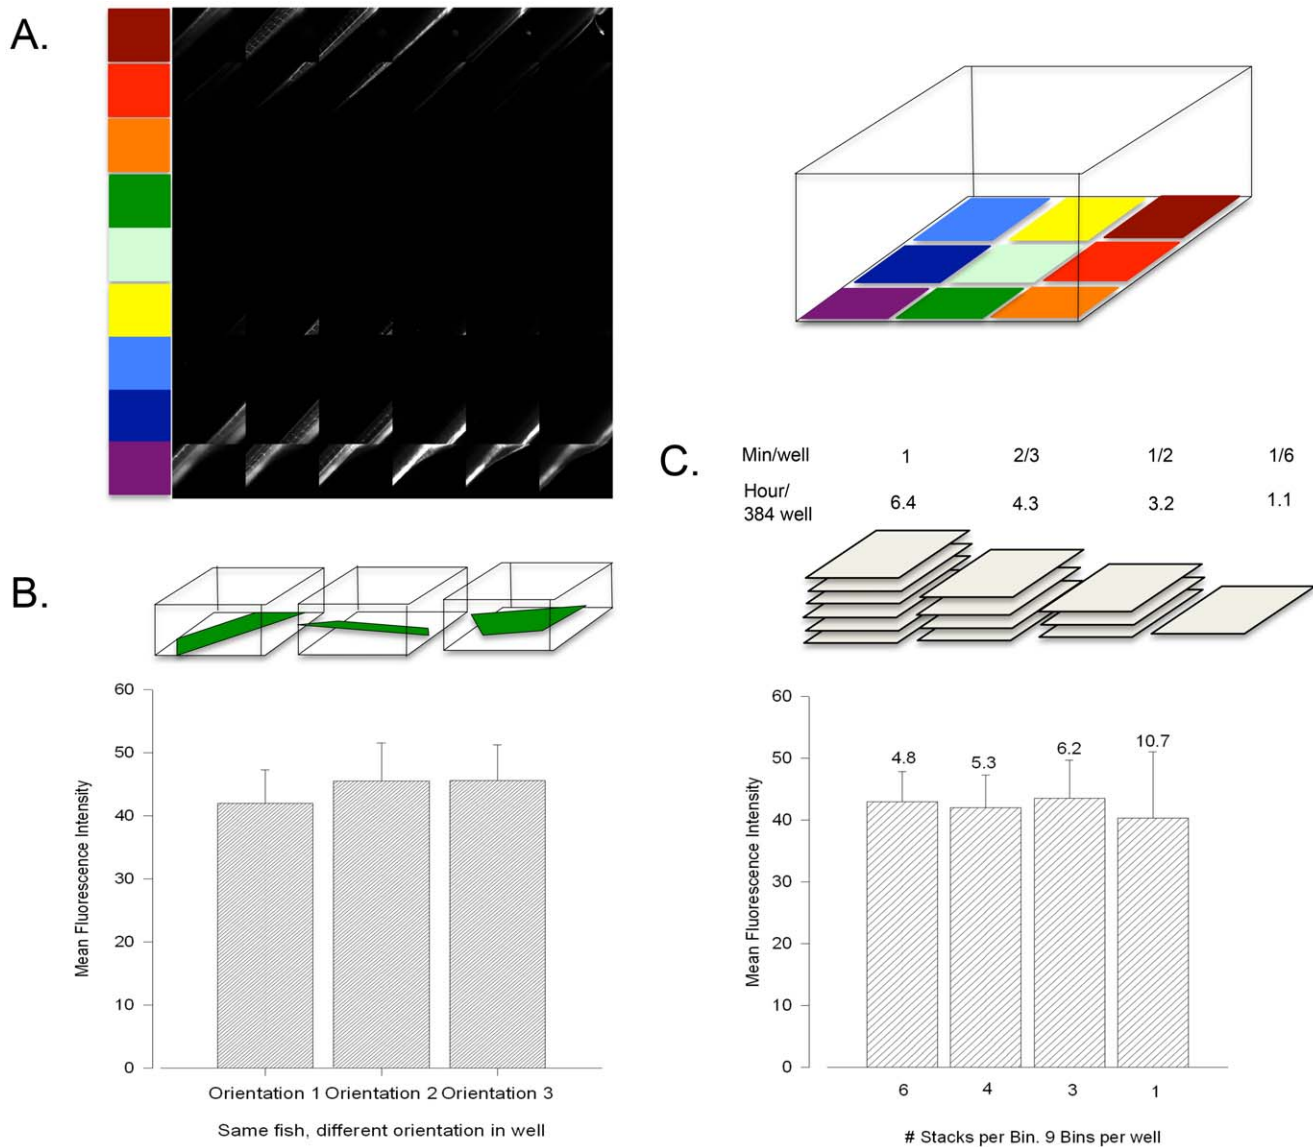 A.
B.
60
50
40
30
20
10
0
Mean Fluorescence Intensity
Orientation 1 Orientation 2 Orientation 3
Same fish, different orientation in well
C.
Min/well 1 2/3 1/2 1/6
Hour/
384 well 6.4 4.3 3.2 1.1
60
50
40
30
20
10
0
Mean Fluorescence Intensity
4.8 5.3 6.2 10.7
6 4 3 1
# Stacks per Bin. 9 Bins per well